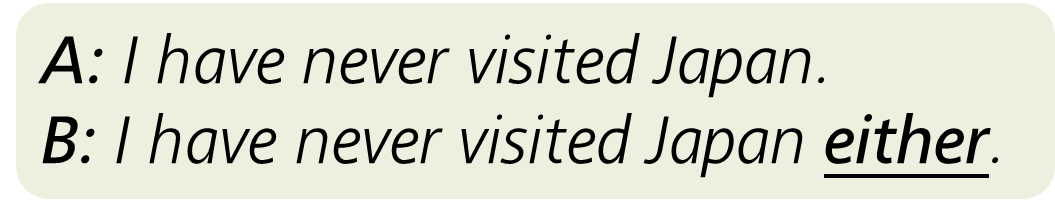 A: I have never visited Japan.
B: I have never visited Japan either.